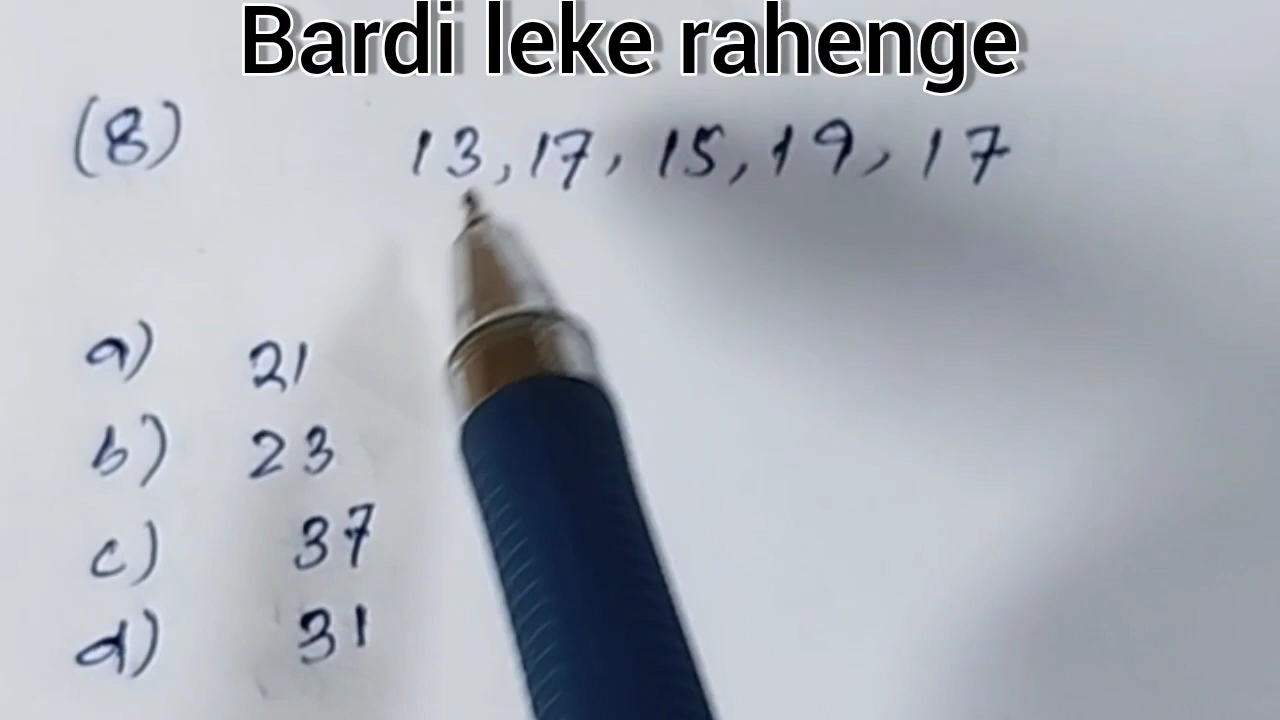 Bardi leke rahenge
(8) 13, 17, 15, 19, 17
a) 21
b) 23
c) 37
d) 31